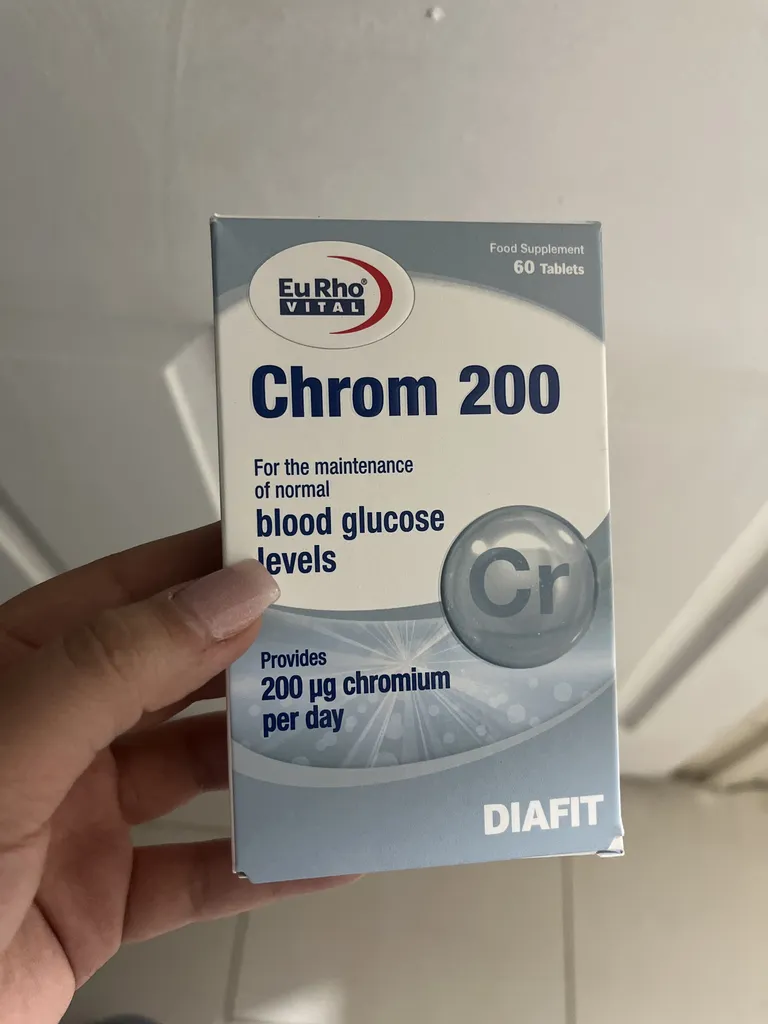 Food Supplement
60 Tablets
EuRho®
VITAL
Chrom 200
For the maintenance
of normal
blood glucose
levels
Cr
Provides
200 µg chromium
per day
DIAFIT